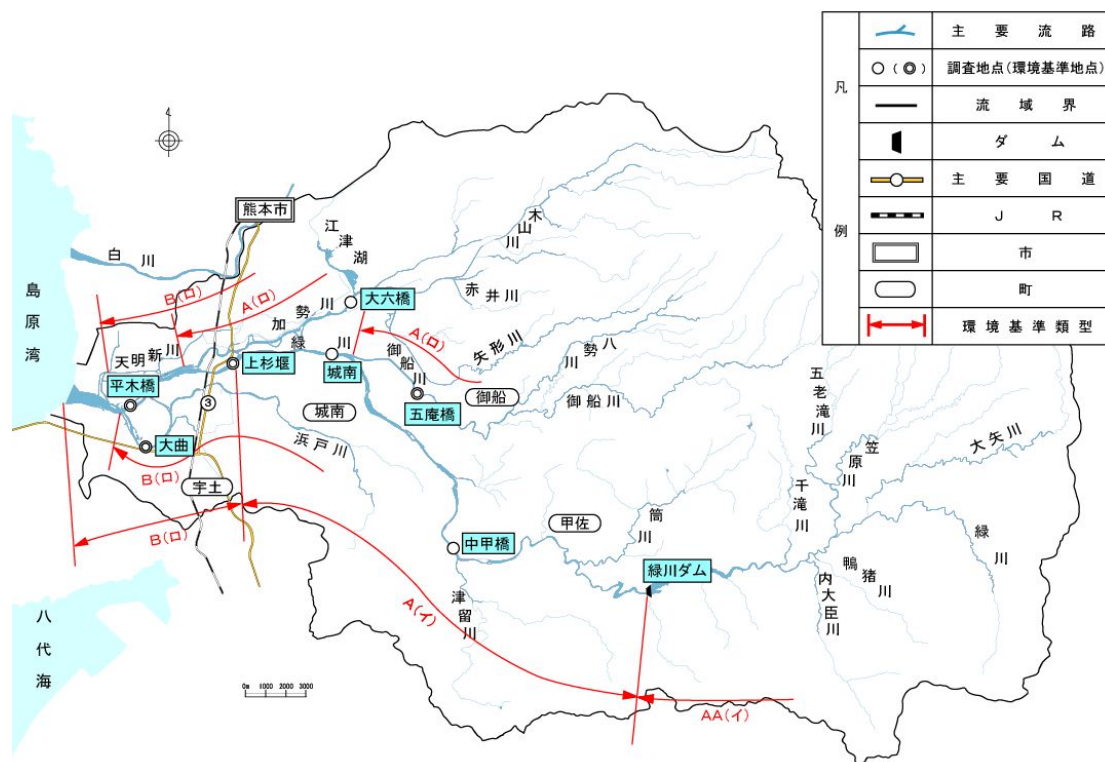 凡例
主要流路
○(◎) 調査地点(環境基準地点)
流域界
ダム
主要国道
JR
市
町
環境基準類型
4
熊本市
白川
島原湾
江津湖
木山川
赤井川
大六橋
加勢川
緑川
B(ロ)
A(ロ)
A(ロ)
天明新川
上杉堰
城南
御船川
矢形川
八勢川
平木橋
3
城南
五庵橋
御船
御船川
大曲
浜戸川
B(ロ)
宇土
B(ロ)
五老滝川
笠原川
大矢川
千滝川
緑川
甲佐
筒川
中甲橋
緑川ダム
鴨猪川
内大臣川
津留川
A(イ)
AA(イ)
八代海
0m 1000 2000 3000